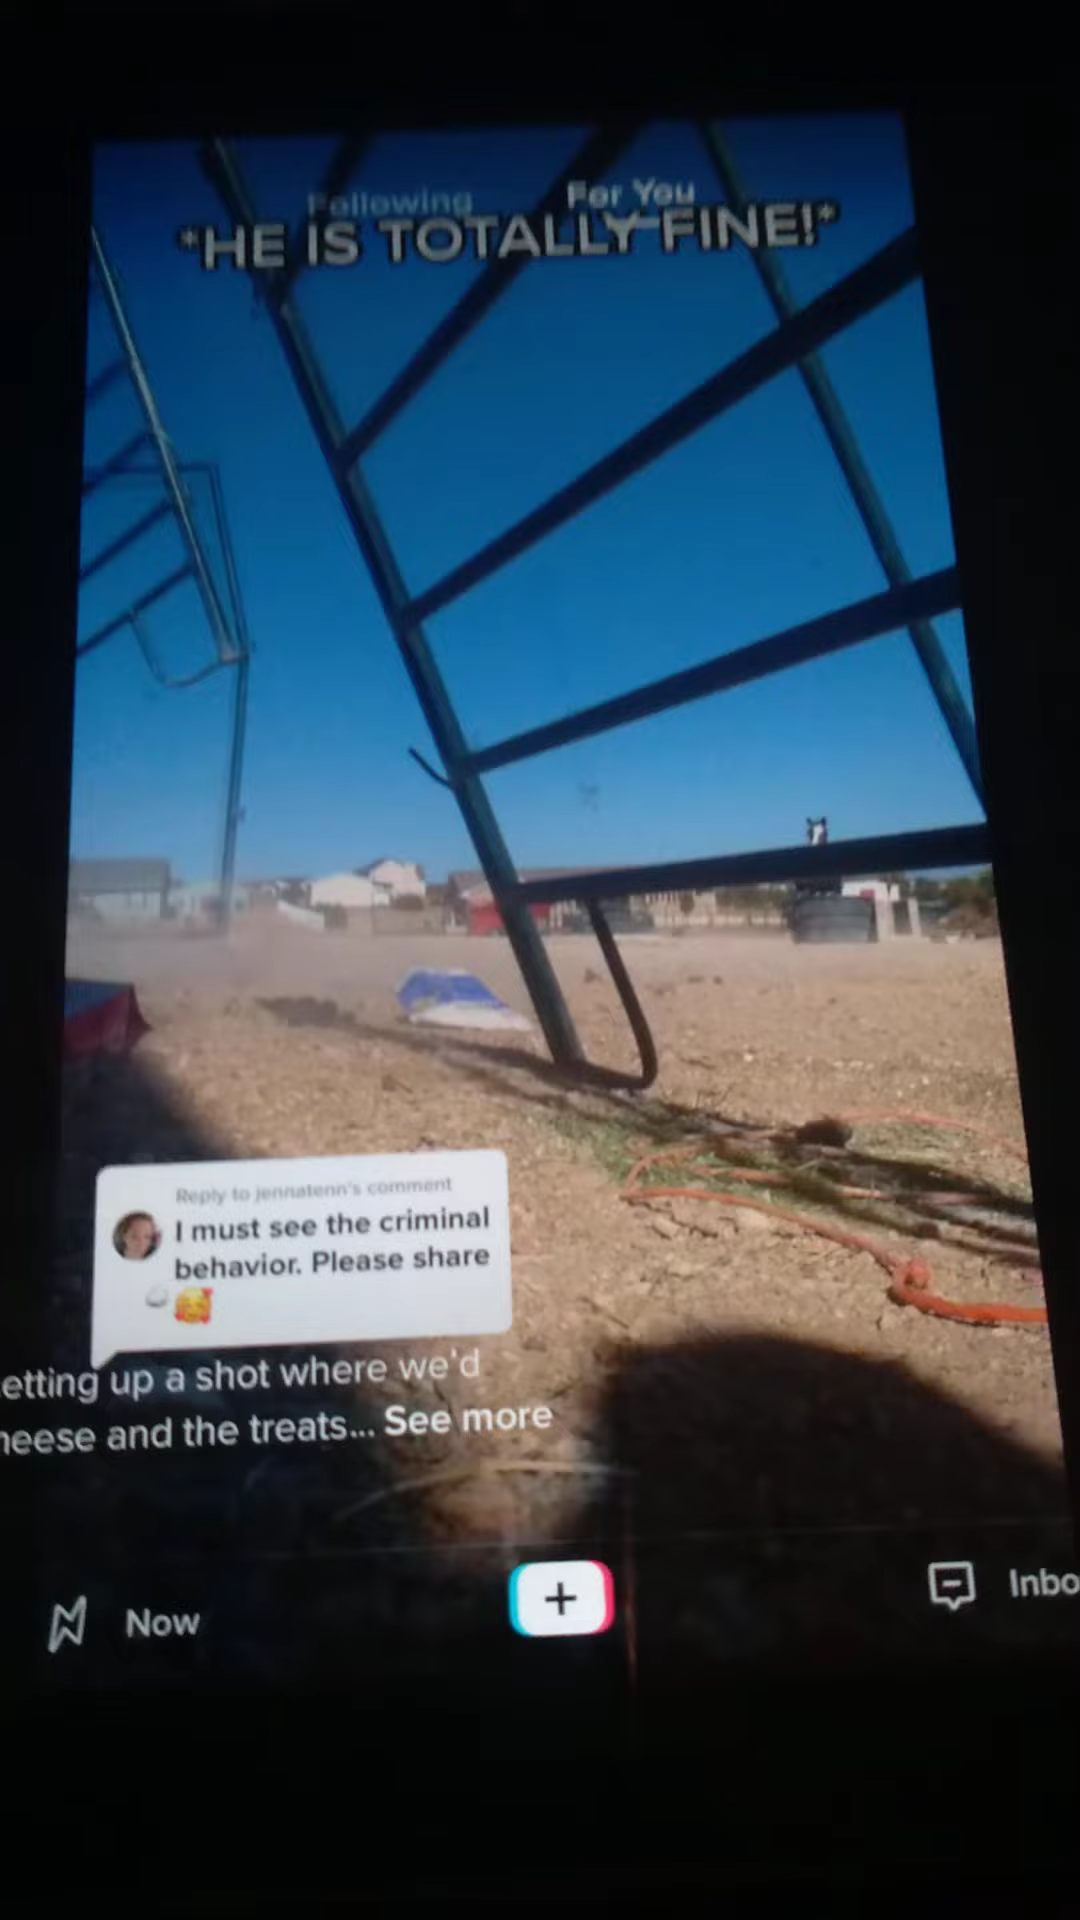 Following For You
*HE IS TOTALLY FINE!*
Reply to jennatenn's comment
I must see the criminal
behavior. Please share
etting up a shot where we'd
heese and the treats... See more
Now
Inbo